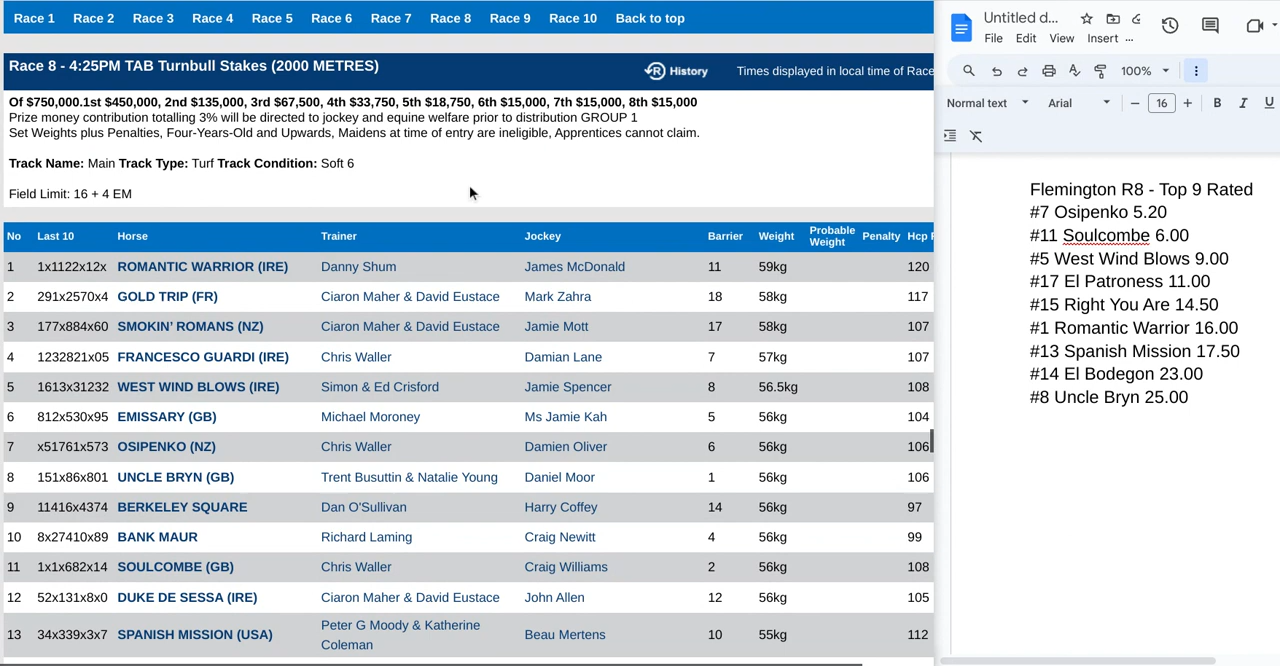 Race 1 Race 2 Race 3 Race 4 Race 5 Race 6 Race 7 Race 8 Race 9 Race 10 Back to top
Race 8 - 4:25PM TAB Turnbull Stakes (2000 METRES)
R History Times displayed in local time of Race
Of $750,000.1st $450,000, 2nd $135,000, 3rd $67,500, 4th $33,750, 5th $18,750, 6th $15,000, 7th $15,000, 8th $15,000
Prize money contribution totalling 3% will be directed to jockey and equine welfare prior to distribution GROUP 1
Set Weights plus Penalties, Four-Years-Old and Upwards, Maidens at time of entry are ineligible, Apprentices cannot claim.
Track Name: Main Track Type: Turf Track Condition: Soft 6
Field Limit: 16 + 4 EM
No Last 10 Horse Trainer Jockey Barrier Weight Probable Weight Penalty Hcp
1 1x1122x12x ROMANTIC WARRIOR (IRE) Danny Shum James McDonald 11 59kg 120
2 291x2570x4 GOLD TRIP (FR) Ciaron Maher & David Eustace Mark Zahra 18 58kg 117
3 177x884x60 SMOKIN' ROMANS (NZ) Ciaron Maher & David Eustace Jamie Mott 17 58kg 107
4 1232821x05 FRANCESCO GUARDI (IRE) Chris Waller Damian Lane 7 57kg 107
5 1613x31232 WEST WIND BLOWS (IRE) Simon & Ed Crisford Jamie Spencer 8 56.5kg 108
6 812x530x95 EMISSARY (GB) Michael Moroney Ms Jamie Kah 5 56kg 104
7 x51761x573 OSIPENKO (NZ) Chris Waller Damien Oliver 6 56kg 106
8 151x86x801 UNCLE BRYN (GB) Trent Busuttin & Natalie Young Daniel Moor 1 56kg 106
9 11416x4374 BERKELEY SQUARE Dan O'Sullivan Harry Coffey 14 56kg 97
10 8x27410x89 BANK MAUR Richard Laming Craig Newitt 4 56kg 99
11 1x1x682x14 SOULCOMBE (GB) Chris Waller Craig Williams 2 56kg 108
12 52x131x8x0 DUKE DE SESSA (IRE) Ciaron Maher & David Eustace John Allen 12 56kg 105
13 34x339x3x7 SPANISH MISSION (USA) Peter G Moody & Katherine Coleman Beau Mertens 10 55kg 112
Untitled d...
File Edit View Insert ...
100%
Normal text Arial – 16 + B I U
Flemington R8 - Top 9 Rated
#7 Osipenko 5.20
#11 Soulcombe 6.00
#5 West Wind Blows 9.00
#17 El Patroness 11.00
#15 Right You Are 14.50
#1 Romantic Warrior 16.00
#13 Spanish Mission 17.50
#14 El Bodegon 23.00
#8 Uncle Bryn 25.00